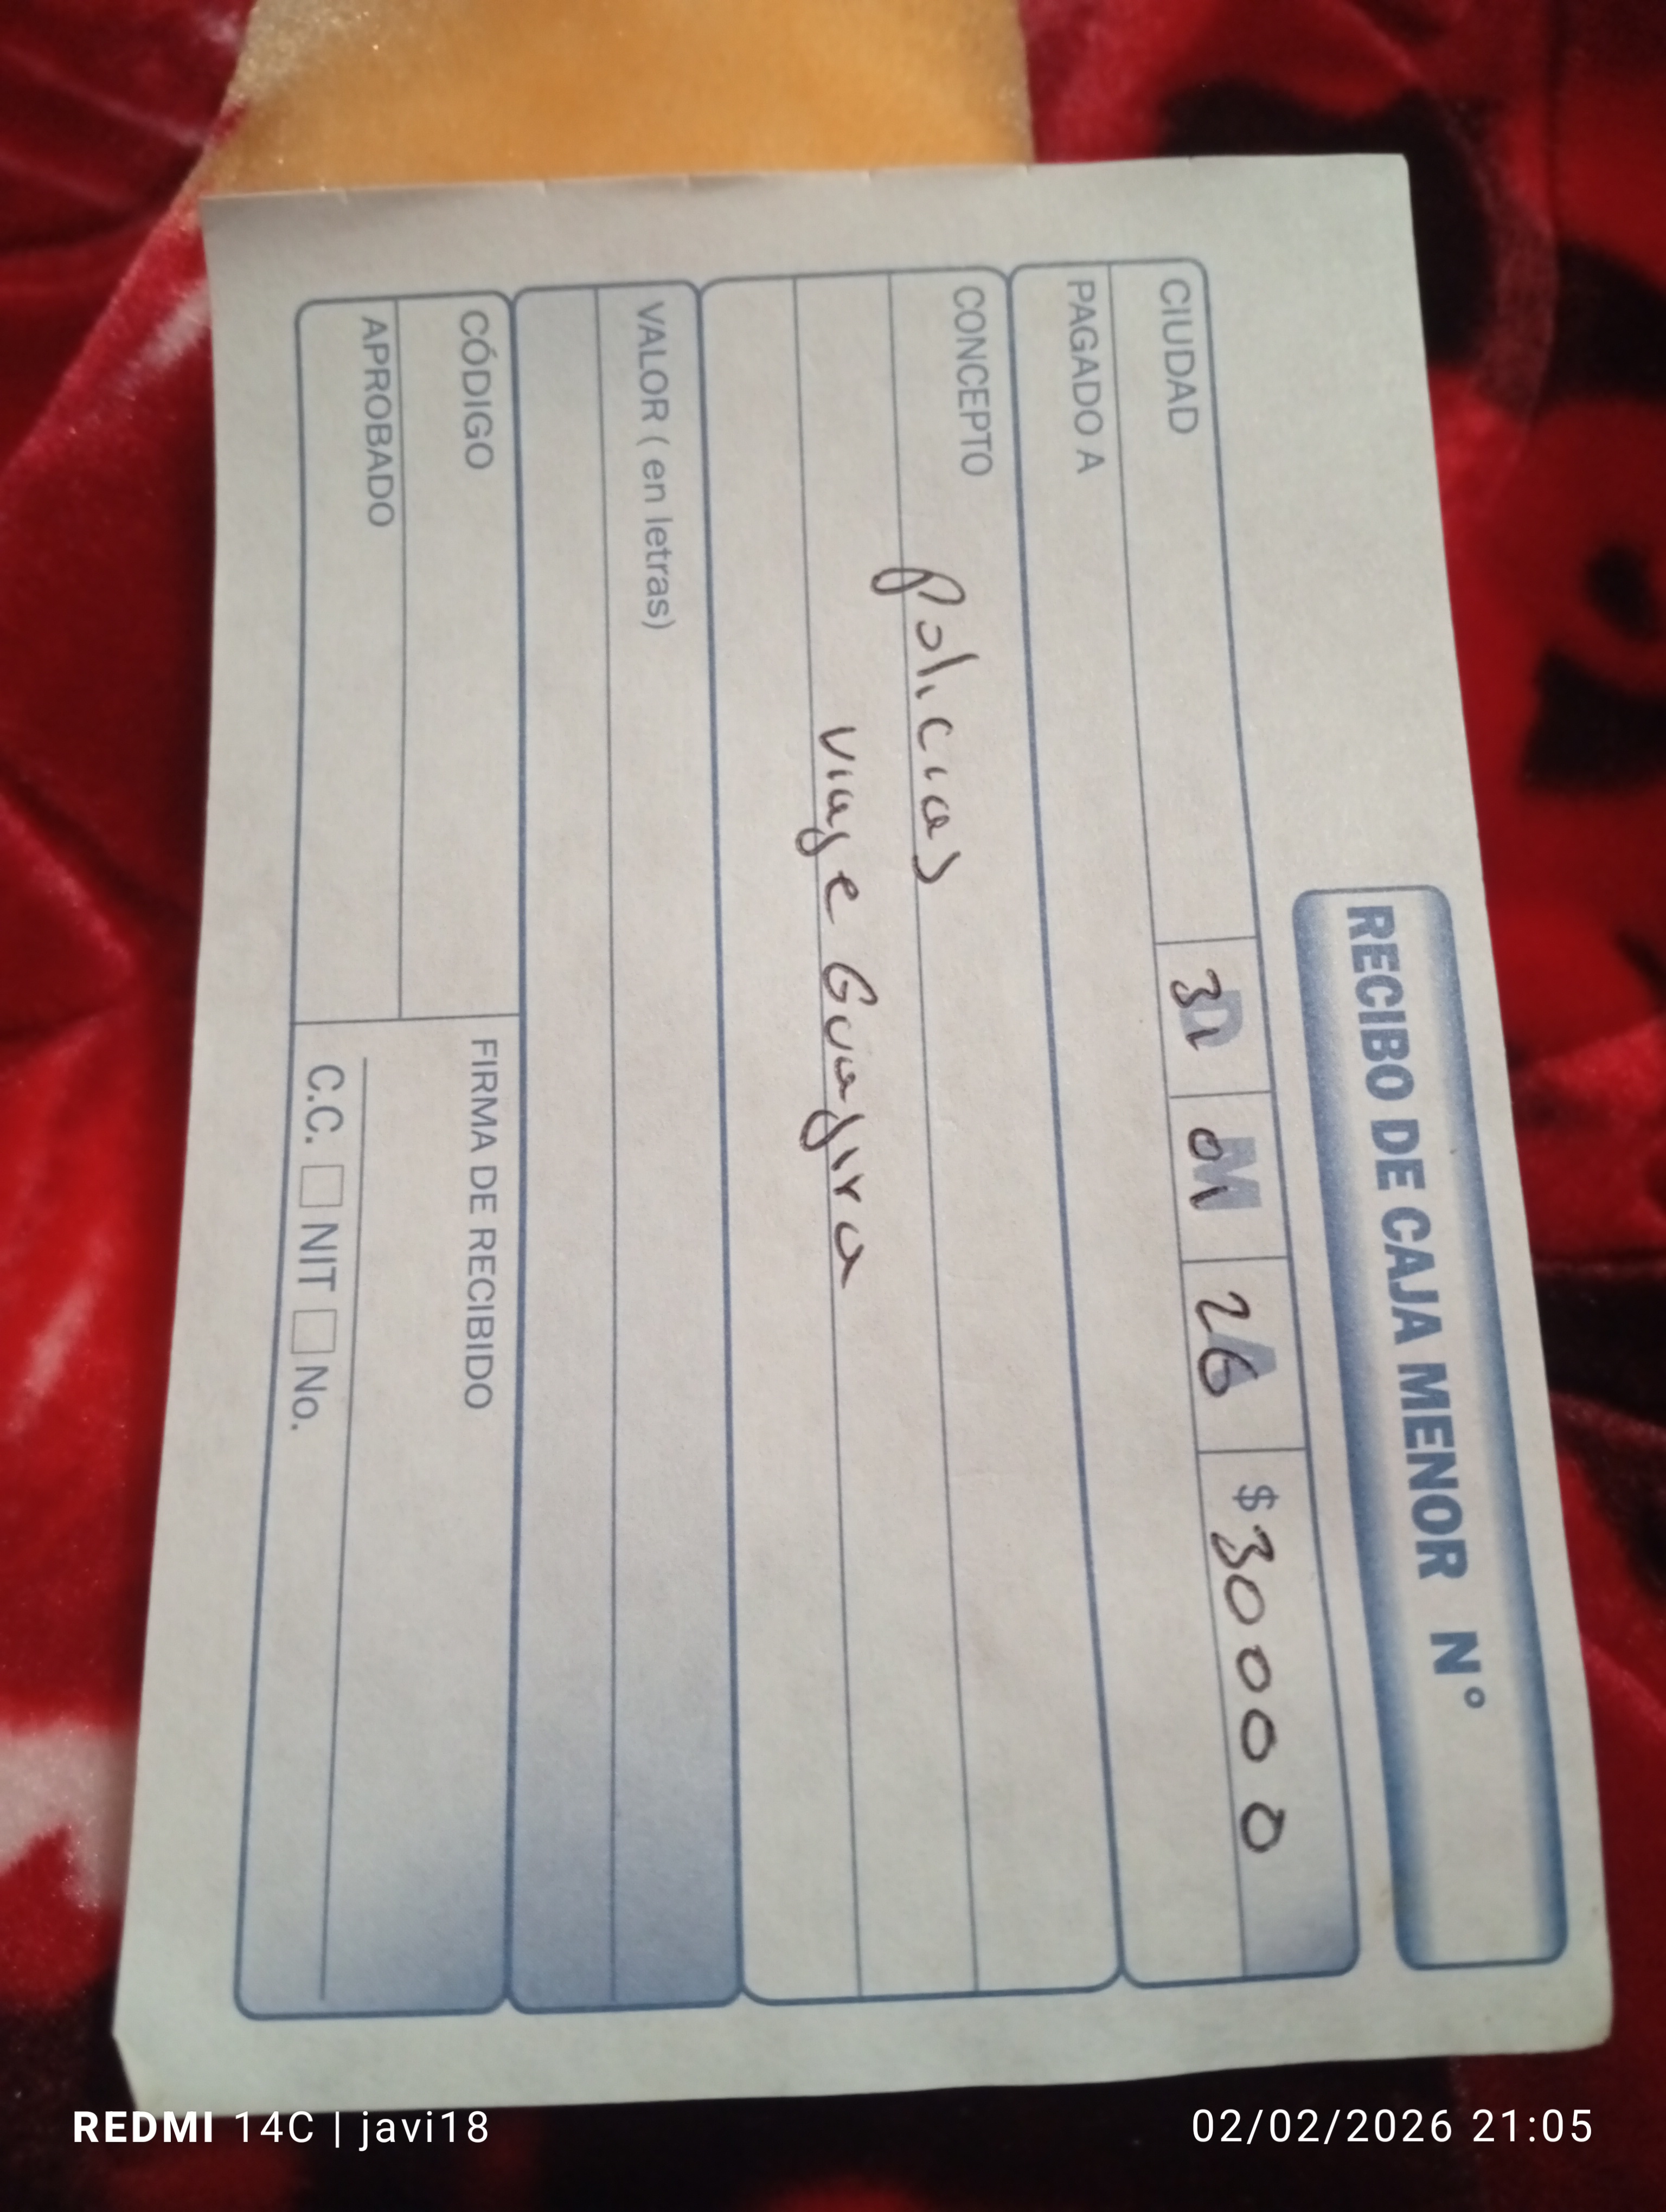 RECIBO DE CAJA MENOR N°
CIUDAD 31 01 26 $ 30000
PAGADO A
CONCEPTO
Policias
viaje Guajira
VALOR ( en letras)
CÓDIGO
APROBADO
FIRMA DE RECIBIDO
C.C. NIT No.
REDMI 14C | javi18
02/02/2026 21:05